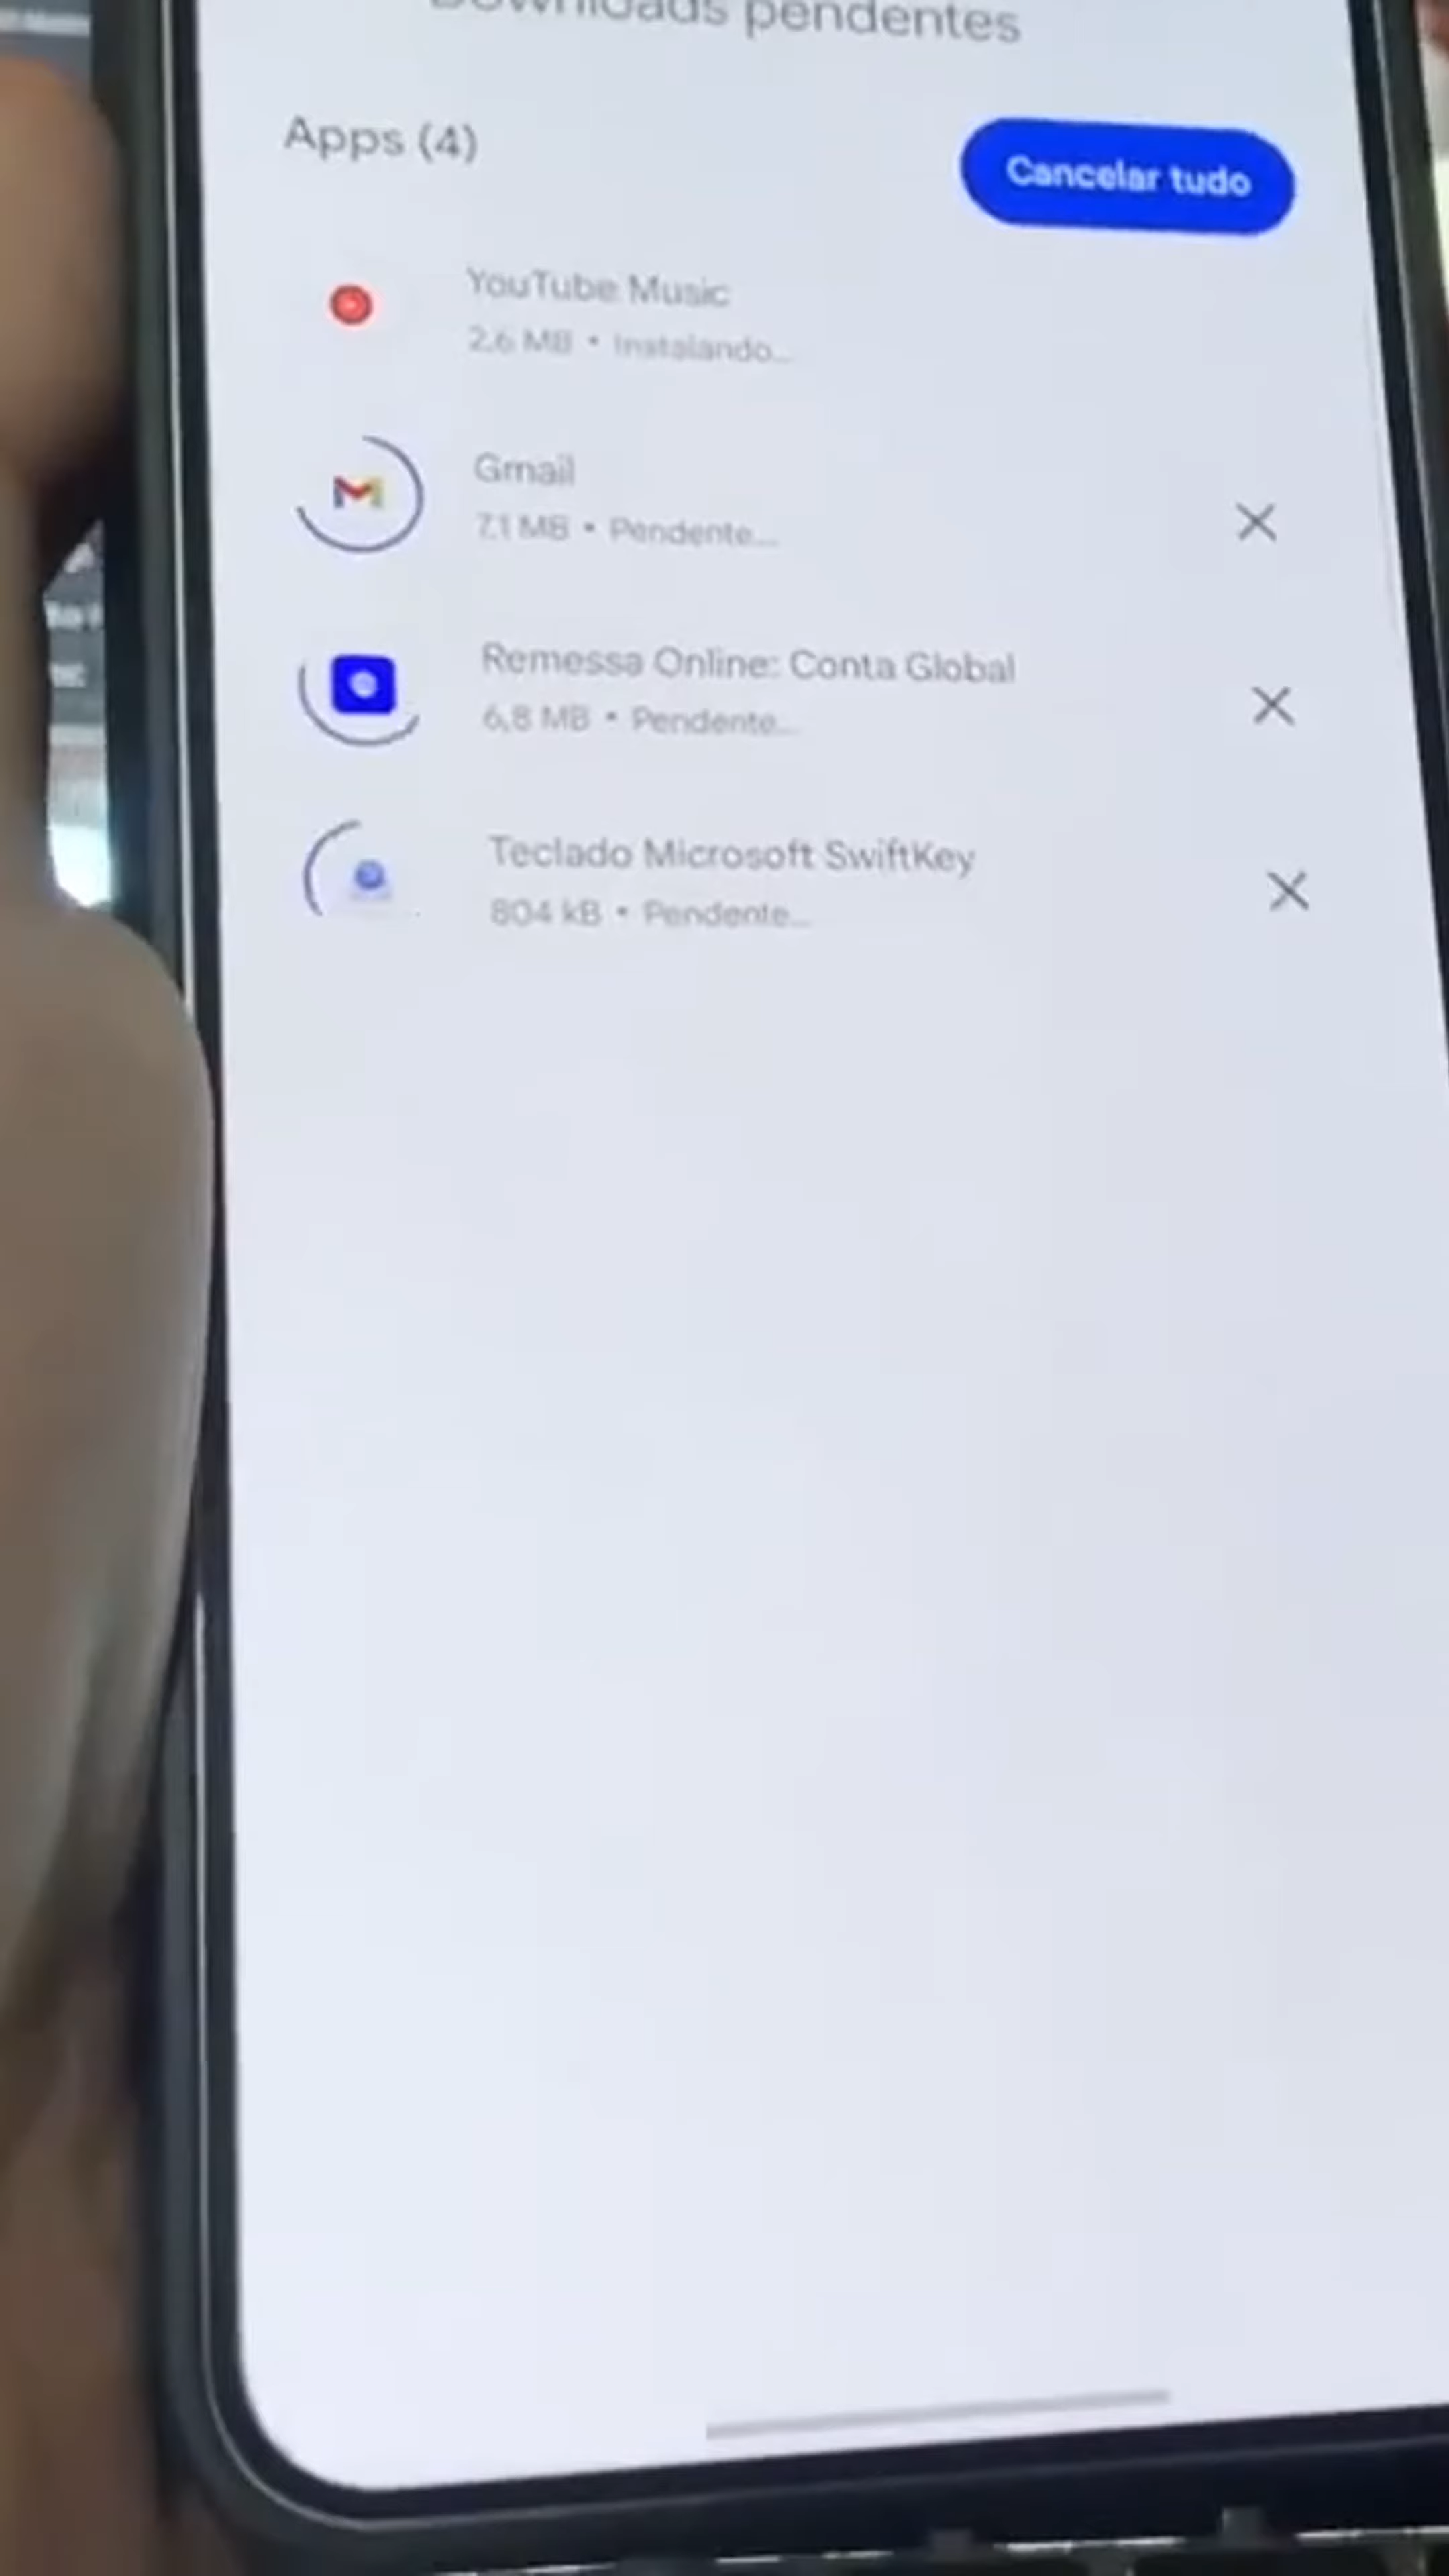 Downloads pendentes
Apps (4)
Cancelar tudo
YouTube Music
2,6 MB • Instalando...
Gmail
7,1 MB • Pendente...
Remessa Online: Conta Global
6,8 MB • Pendente...
Teclado Microsoft SwiftKey
804 kB • Pendente...